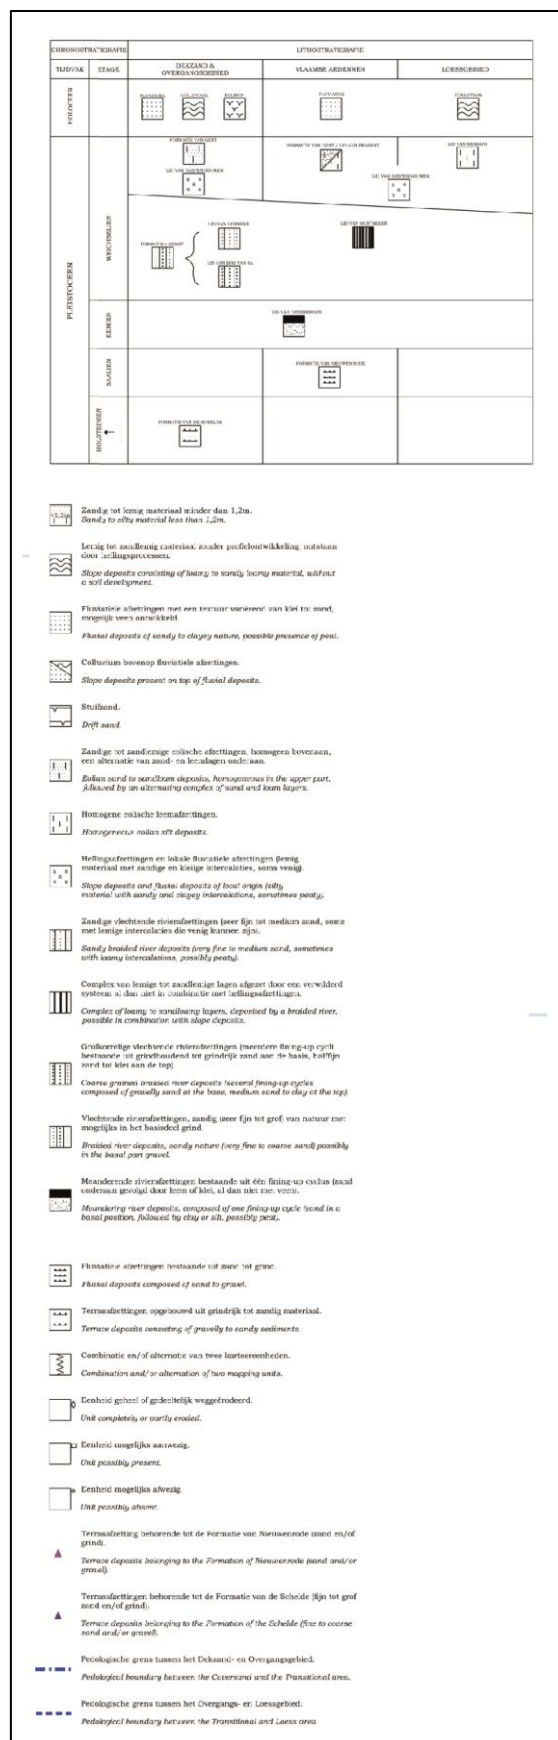 CHRONOSTRATIGRAFIE
LITHOSTRATIGRAFIE
TIJDVAK
ETAGE
DEKZAND &
OVERGANGSGEBIED
VLAAMSE ARDENNEN
LOESSGEBIED
HOLOCEEN
PLEISTOCEEN
WEICHSELIEN
EEMIEN
SAALIEN
HOLSTEINIEN
FORMATIE VAN GENT
FORMATIE VAN NIEUWENRODE
FORMATIE VAN DE SCHELDE
Zandig tot lemig materiaal minder dan 1,2m.
Sandy to silty material less than 1,2m.
Lemig tot zandlemig materiaal zonder profielontwikkeling, ontstaan
door hellingsprocessen.
Slope deposits consisting of loamy to sandy loamy material, without
a soil development.
Fluviatiele afzettingen met een textuur variërend van klei tot zand,
mogelijk veen ontwikkeld.
Fluvial deposits of sandy to clayey nature, possible presence of peat.
Colluvium bovenop fluviatiele afzettingen.
Slope deposits present on top of fluvial deposits.
Stuifzand.
Drift sand.
Zandige tot zandlemige eolische afzettingen, homogeen bovenaan,
een alternatie van zand- en leemlagen onderaan.
Eolian sand to sandloam deposits, homogeneous in the upper part,
followed by an alternating complex of sand and loam layers.
Homogene eolische leemafzettingen.
Homogeneous eolian silt deposits.
Hellingsafzettingen en lokale fluviatiele afzettingen (lemig
materiaal met zandige en kleiige intercalaties, soms venig).
Slope deposits and fluvial deposits of local origin (silty
material with sandy and clayey intercalations, sometimes peaty).
Zandige vlechtende rivierafzettingen (zeer fijn tot medium zand, soms
met lemige intercalaties die venig kunnen zijn).
Sandy braided river deposits (very fine to medium sand, sometimes
with loamy intercalations, possibly peaty).
Complex van lemige tot zandlemige lagen afgezet door een verwilderd
systeem al dan niet in combinatie met hellingsafzettingen.
Complex of loamy to sandloamy layers, deposited by a braided river,
possible in combination with slope deposits.
Grofkorrelige vlechtende rivierafzettingen (meerdere fining-up cycli
bestaande uit grindhoudend tot grindrijk zand aan de basis, halffijn
zand tot klei aan de top).
Coarse grained braided river deposits (several fining-up cycles
composed of gravelly sand at the base, medium sand to clay at the top).
Vlechtende rivierafzettingen, zandig (zeer fijn tot grof) van natuur met
mogelijks in het basisdeel grind.
Braided river deposits, sandy nature (very fine to coarse sand) possibly
in the basal part gravel.
Meanderende rivierafzettingen bestaande uit één fining-up cyclus (zand
onderaan gevolgd door leem of klei, al dan niet met veen).
Meandering river deposits, composed of one fining-up cycle (sand in a
basal position, followed by clay or silt, possibly peat).
Fluviatiele afzettingen bestaande uit zand tot grind.
Fluvial deposits composed of sand to gravel.
Terrasafzettingen opgebouwd uit grindrijk tot zandig materiaal.
Terrace deposits consisting of gravelly to sandy sediments.
Combinatie en/of alternatie van twee karteereenheden.
Combination and/or alternation of two mapping units.
Eenheid geheel of gedeeltelijk weggeërodeerd.
Unit completely or partly eroded.
Eenheid mogelijks aanwezig.
Unit possibly present.
Eenheid mogelijks afwezig.
Unit possibly absent.
Terrasafzetting behorende tot de Formatie van Nieuwenrode (zand en/of
grind).
Terrace deposits belonging to the Formation of Nieuwenrode (sand and/or
gravel).
Terrasafzettingen behorende tot de Formatie van de Schelde (fijn tot grof
zand en/of grind).
Terrace deposits belonging to the Formation of the Schelde (fine to coarse
sand and/or gravel).
Pedologische grens tussen het Dekzand- en Overgangsgebied.
Pedological boundary between the Coversand and the Transitional area.
Pedologische grens tussen het Overgangs- en Loessgebied.
Pedological boundary between the Transitional and Loess area.